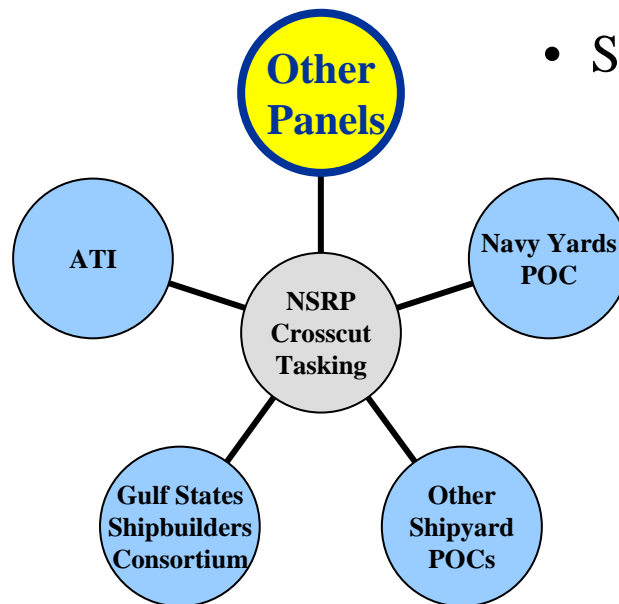 Other
Panels
• S
ATI
Navy Yards
POC
NSRP
Crosscut
Tasking
Gulf States
Shipbuilders
Consortium
Other
Shipyard
POCs